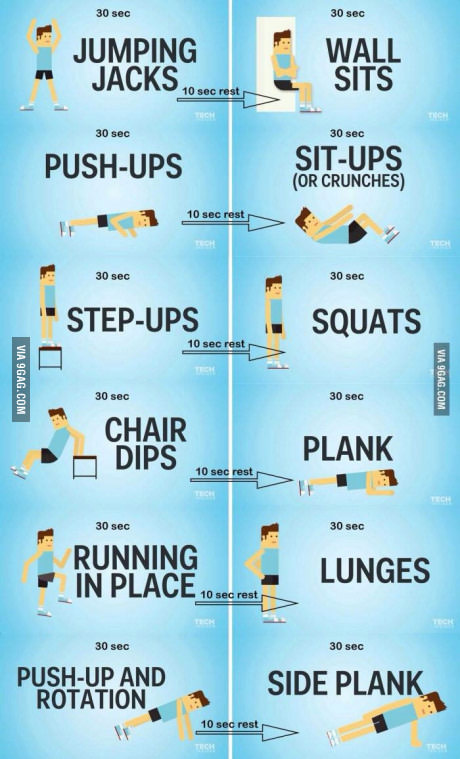 30 sec
JUMPING
JACKS
10 sec rest
TECH
30 sec
WALL
SITS
TECH
30 sec
PUSH-UPS
10 sec rest
TECH
30 sec
SIT-UPS
(OR CRUNCHES)
TECH
30 sec
STEP-UPS
10 sec rest
30 sec
SQUATS
VIA 9GAG.COM
VIA 9GAG.COM
30 sec
CHAIR
DIPS
10 sec rest
TECH
30 sec
PLANK
TECH
30 sec
RUNNING
IN PLACE
10 sec rest
TECH
30 sec
LUNGES
TECH
30 sec
PUSH-UP AND
ROTATION
10 sec rest
TECH
30 sec
SIDE PLANK
TECH